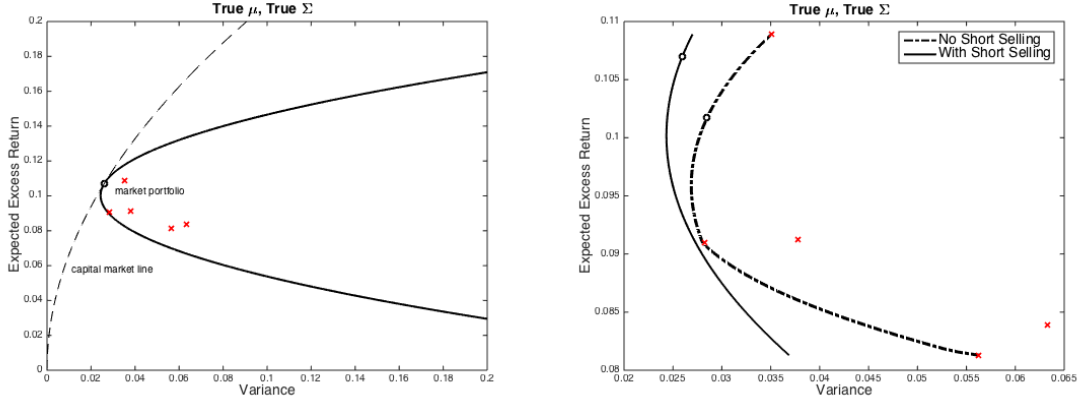 True μ, True Σ
Expected Excess Return
0.2
0.18
0.16
0.14
0.12
0.1
0.08
0.06
0.04
0.02
0
market portfolio
capital market line
0 0.02 0.04 0.06 0.08 0.1 0.12 0.14 0.16 0.18 0.2
Variance
True μ, True Σ
Expected Excess Return
0.11
0.105
0.1
0.095
0.09
0.085
0.08
No Short Selling
With Short Selling
0.02 0.025 0.03 0.035 0.04 0.045 0.05 0.055 0.06 0.065
Variance